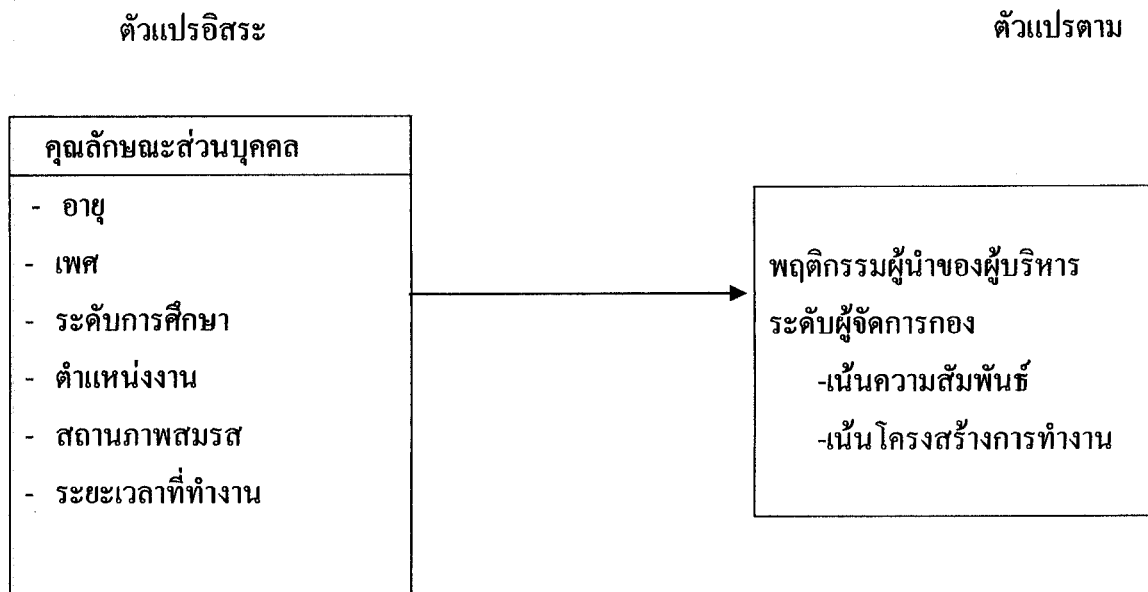 ตัวแปรอิสระ
ตัวแปรตาม
คุณลักษณะส่วนบุคคล
- อายุ
- เพศ
- ระดับการศึกษา
- ตำแหน่งงาน
- สถานภาพสมรส
- ระยะเวลาที่ทำงาน
พฤติกรรมผู้นำของผู้บริหาร
ระดับผู้จัดการกอง
-เน้นความสัมพันธ์
-เน้นโครงสร้างการทำงาน